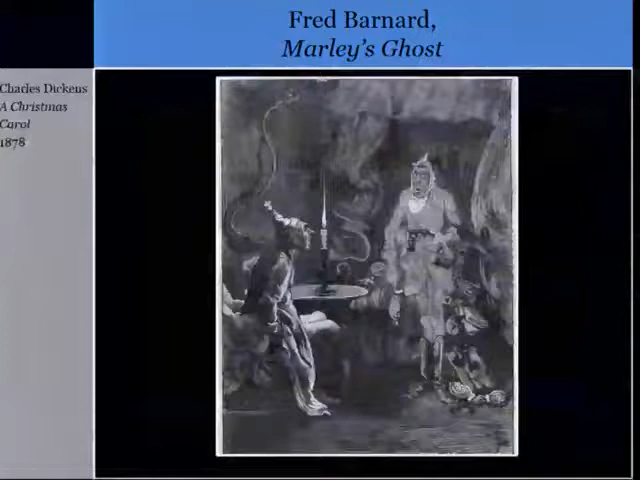 Fred Barnard,
Marley's Ghost
Charles Dickens
A Christmas
Carol
1878